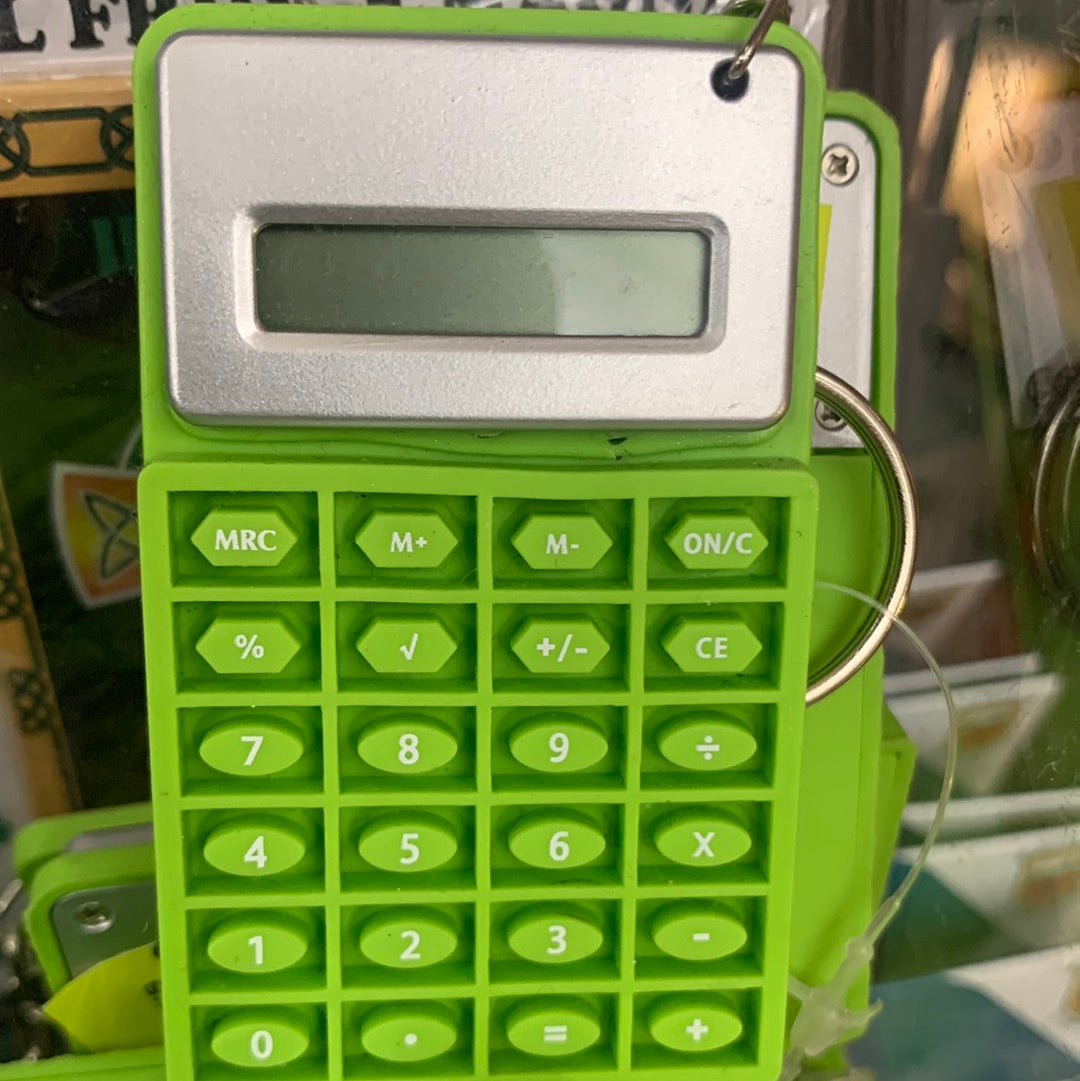 MRC M+ M- ON/C
% √ +/- CE
7 8 9 ÷
4 5 6 X
1 2 3 -
0 . = +